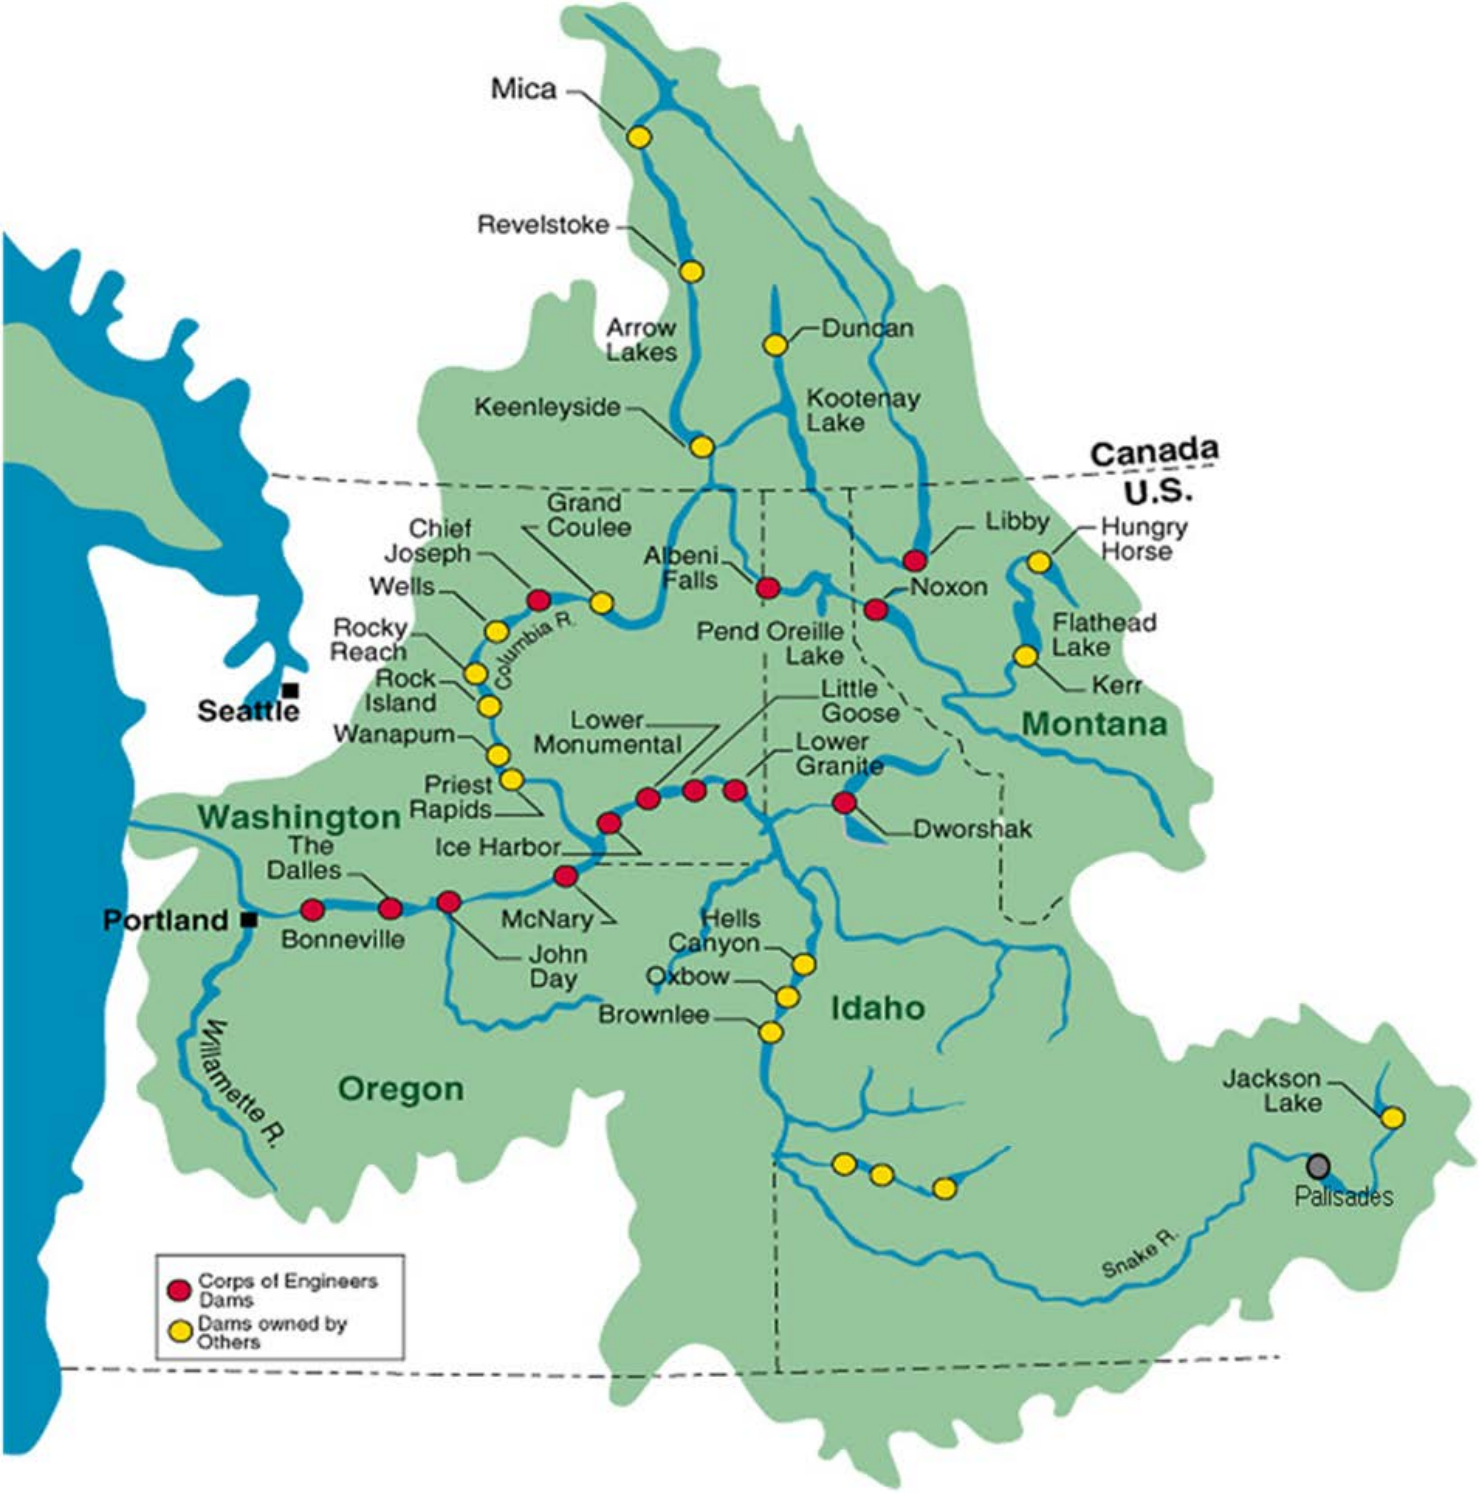 Mica
Revelstoke
Arrow
Lakes
Duncan
Keenleyside
Kootenay
Lake
Canada
U.S.
Grand
Coulee
Chief
Joseph
Libby
Hungry
Horse
Albeni
Falls
Wells
Noxon
Columbia R.
Rocky
Reach
Pend Oreille
Lake
Flathead
Lake
Rock
Island
Kerr
Seattle
Little
Goose
Montana
Wanapum
Lower
Monumental
Lower
Granite
Priest
Rapids
Washington
Dworshak
The
Dalles
Ice Harbor
Portland
Bonneville
McNary
Hells
Canyon
John
Day
Oxbow
Brownlee
Idaho
Willamette R.
Oregon
Jackson
Lake
Palisades
Snake R.
Corps of Engineers
Dams
Dams owned by
Others